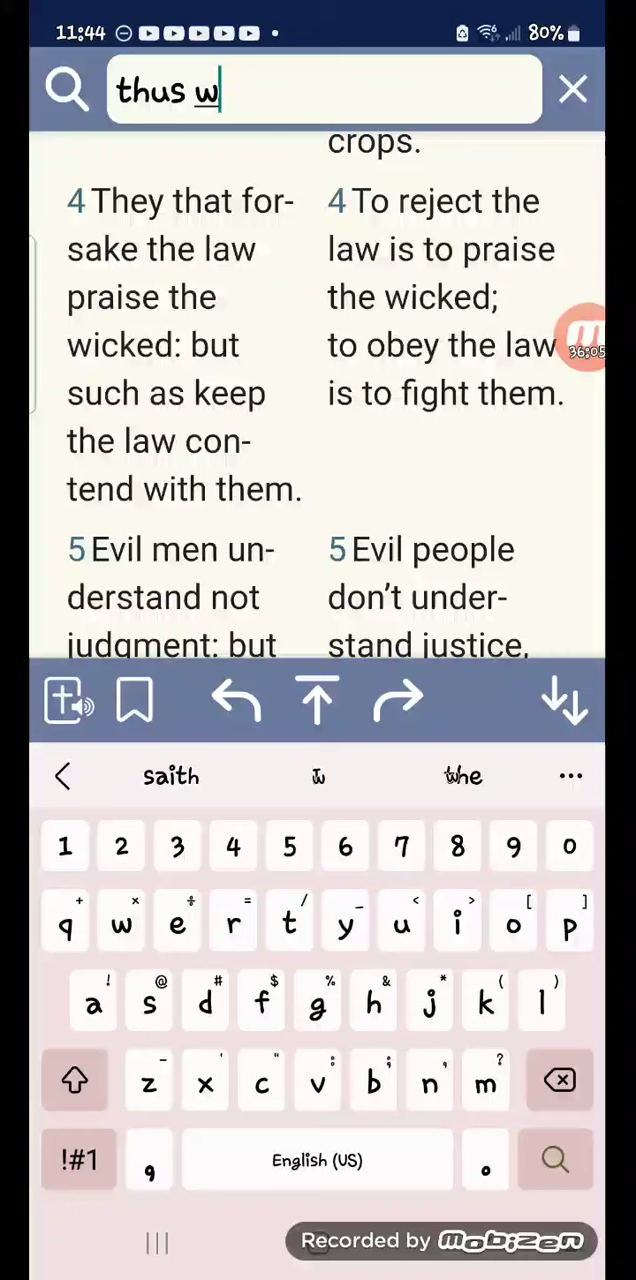 11:44 80%
thus w
crops.
4 They that for-
sake the law
praise the
wicked: but
such as keep
the law con-
tend with them.
4 To reject the
law is to praise
the wicked;
to obey the law
is to fight them.
36:05
5 Evil men un-
derstand not
judgment: but
5 Evil people
don't under-
stand justice,
saith the
1 2 3 4 5 6 7 8 9 0
+ × ÷ = / _ < > [ ]
q w e r t y u i o p
! @ # $ % & * ( )
a s d f g h j k l
- ' " : ; , ?
z x c v b n m
!#1 , English (US) .
Recorded by mobizen